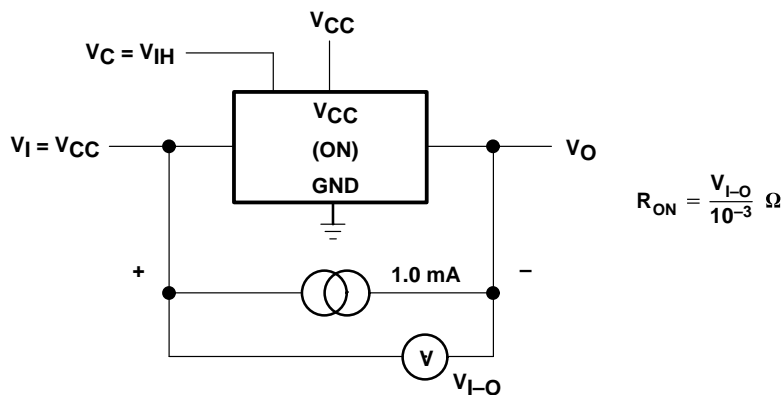 VCC
VC = VIH
VCC
VI = VCC
(ON)
VO
GND
RON = VI–O / 10–3 Ω
+
1.0 mA
–
V
VI–O